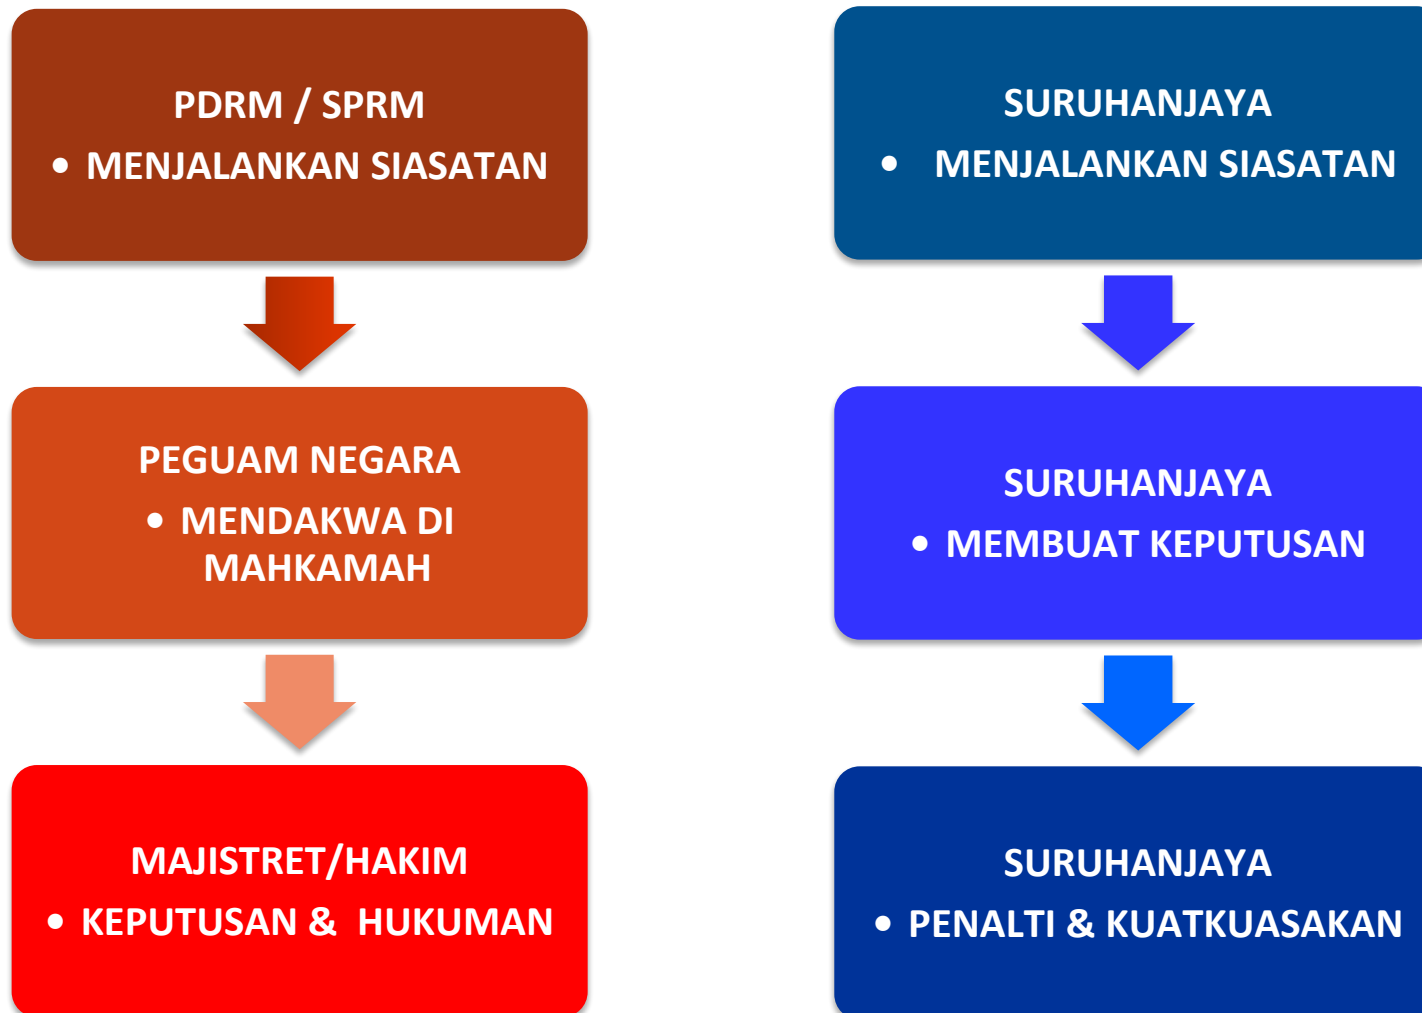 PDRM / SPRM
• MENJALANKAN SIASATAN
PEGUAM NEGARA
• MENDAKWA DI
MAHKAMAH
MAJISTRET/HAKIM
• KEPUTUSAN & HUKUMAN
SURUHANJAYA
• MENJALANKAN SIASATAN
SURUHANJAYA
• MEMBUAT KEPUTUSAN
SURUHANJAYA
• PENALTI & KUATKUASAKAN